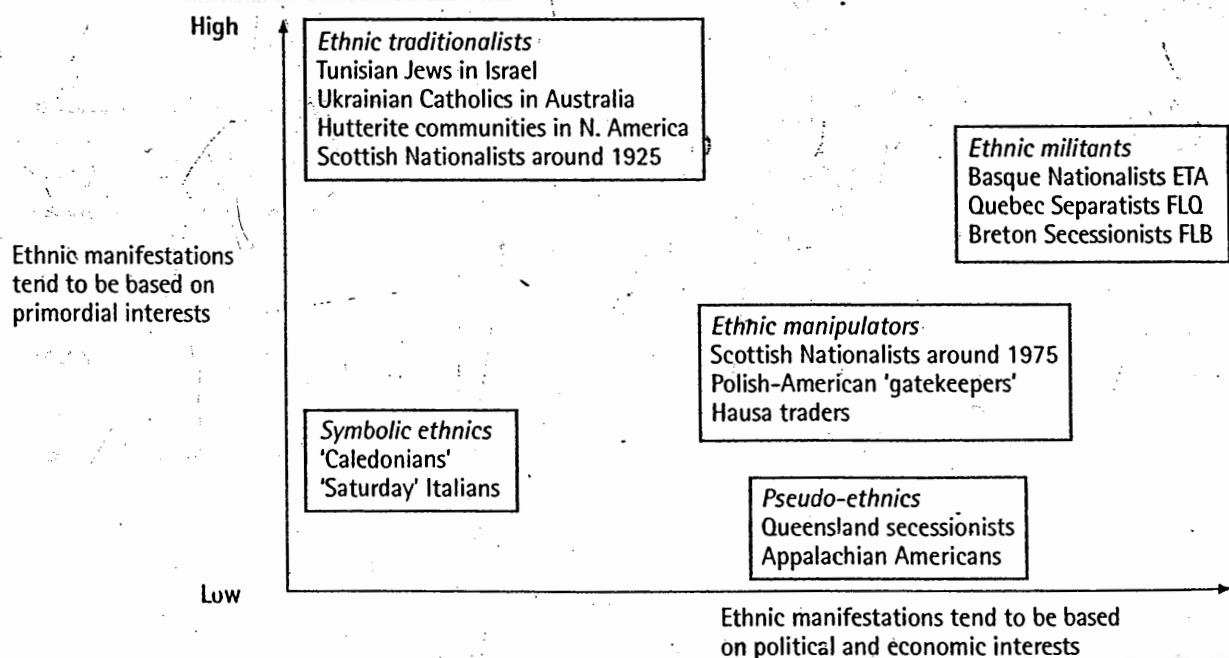 High
Ethnic traditionalists
Tunisian Jews in Israel
Ukrainian Catholics in Australia
Hutterite communities in N. America
Scottish Nationalists around 1925
Ethnic militants
Basque Nationalists ETA
Quebec Separatists FLQ
Breton Secessionists FLB
Ethnic manifestations
tend to be based on
primordial interests
Ethnic manipulators
Scottish Nationalists around 1975
Polish-American 'gatekeepers'
Hausa traders
Symbolic ethnics
'Caledonians'
'Saturday' Italians
Pseudo-ethnics
Queensland secessionists
Appalachian Americans
Low
Ethnic manifestations tend to be based
on political and economic interests